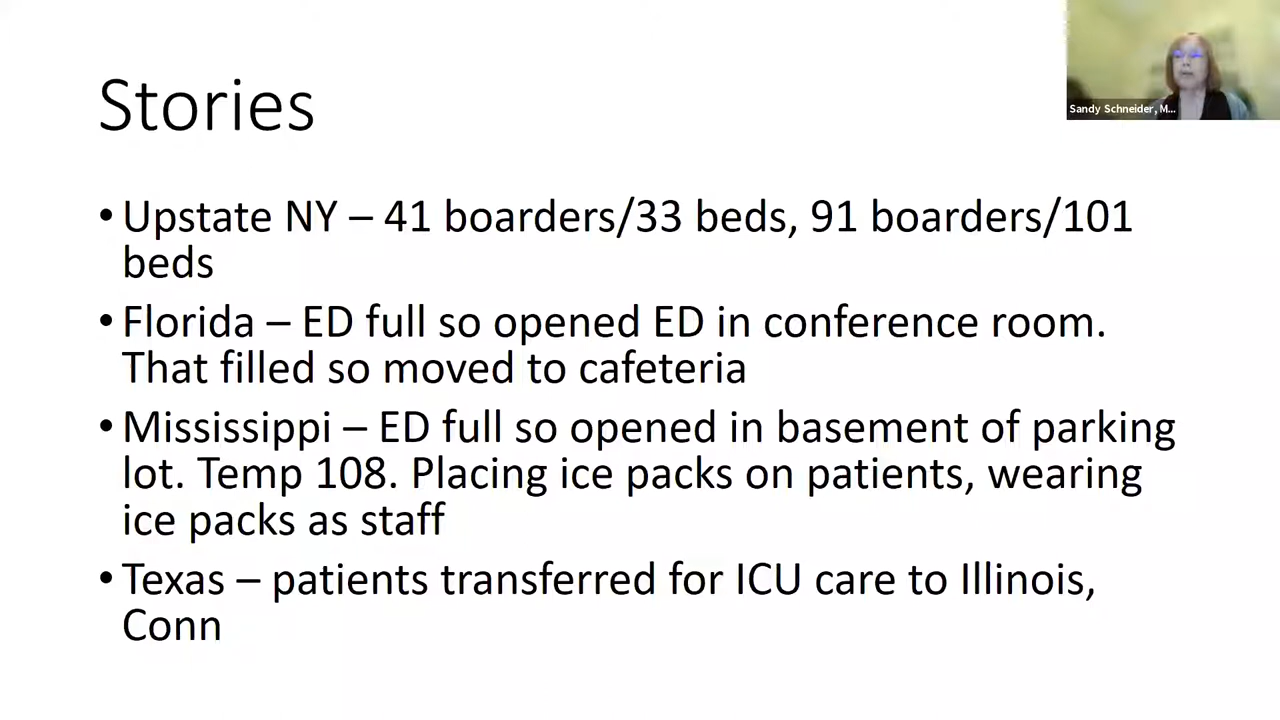 Sandy Schneider, M...
Stories
• Upstate NY – 41 boarders/33 beds, 91 boarders/101
beds
• Florida – ED full so opened ED in conference room.
That filled so moved to cafeteria
• Mississippi – ED full so opened in basement of parking
lot. Temp 108. Placing ice packs on patients, wearing
ice packs as staff
• Texas – patients transferred for ICU care to Illinois,
Conn